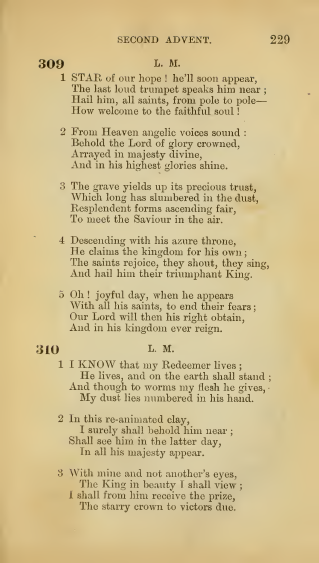 SECOND ADVENT. 229
309 L. M.
1 STAR of our hope ! he'll soon appear,
The last loud trumpet speaks him near ;
Hail him, all saints, from pole to pole—
How welcome to the faithful soul !
2 From Heaven angelic voices sound :
Behold the Lord of glory crowned,
Arrayed in majesty divine,
And in his highest glories shine.
3 The grave yields up its precious trust,
Which long has slumbered in the dust,
Resplendent forms ascending fair,
To meet the Saviour in the air.
4 Descending with his azure throne,
He claims the kingdom for his own ;
The saints rejoice, they shout, they sing,
And hail him their triumphant King.
5 Oh ! joyful day, when he appears
With all his saints, to end their fears ;
Our Lord will then his right obtain,
And in his kingdom ever reign.
310 L. M.
1 I KNOW that my Redeemer lives ;
He lives, and on the earth shall stand ;
And though to worms my flesh he gives,
My dust lies numbered in his hand.
2 In this re-animated clay,
I surely shall behold him near ;
Shall see him in the latter day,
In all his majesty appear.
3 With mine and not another's eyes,
The King in beauty I shall view ;
I shall from him receive the prize,
The starry crown to victors due.